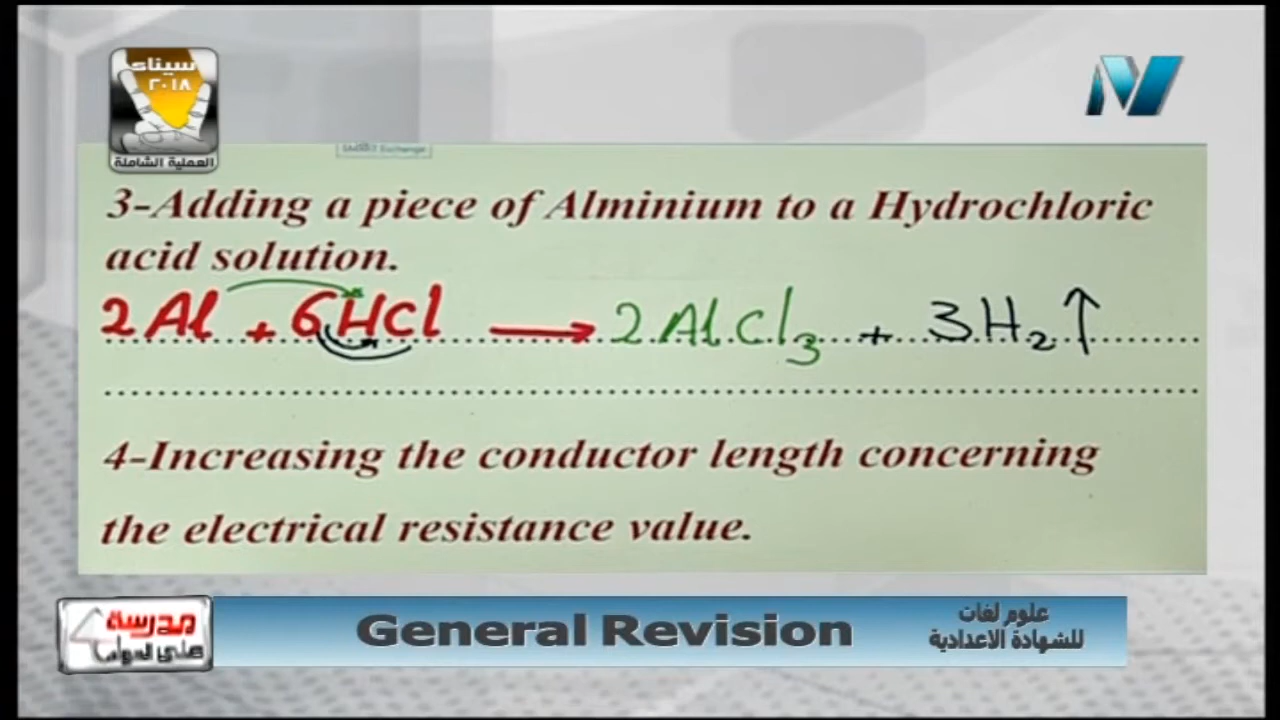 سيناء
٢٠١٨
العملية الشاملة
3-Adding a piece of Alminium to a Hydrochloric
acid solution.
2Al + 6HCl → 2AlCl₃ + 3H₂↑
4-Increasing the conductor length concerning
the electrical resistance value.
مدرسة
على الهواء
General Revision
علوم لغات
للشهادة الاعدادية